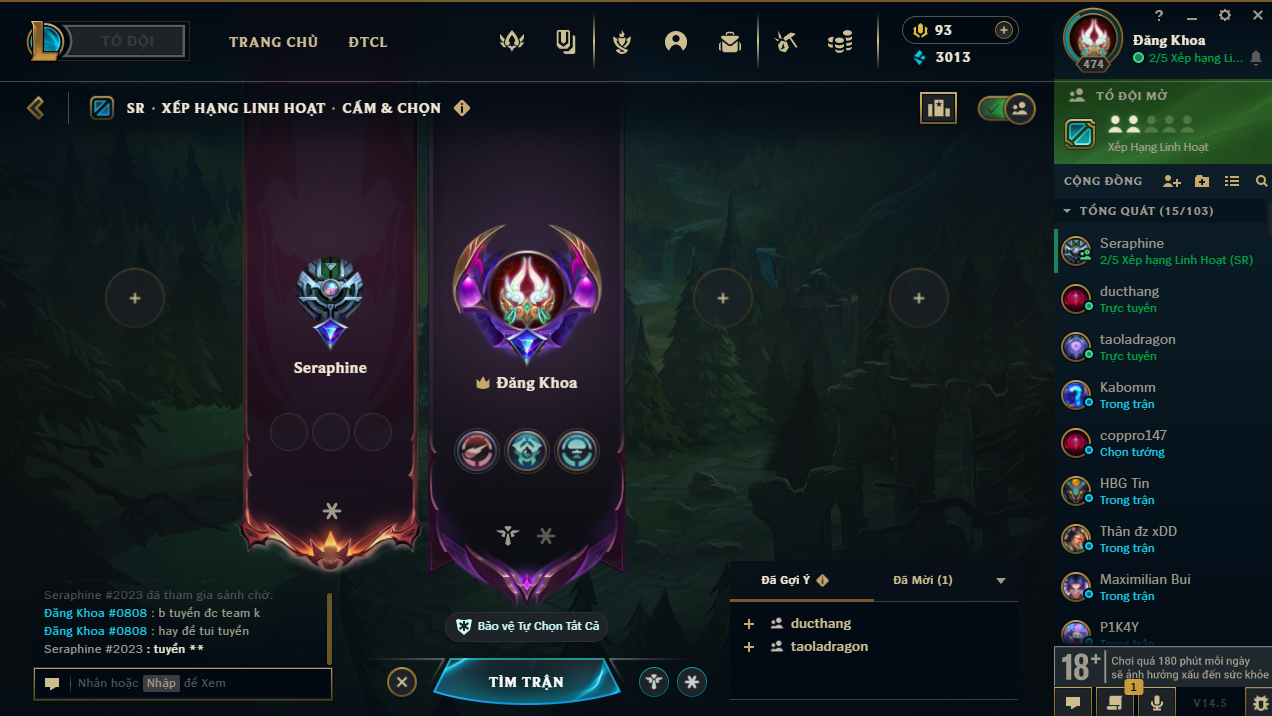 TỔ ĐỘI
TRANG CHỦ
ĐTCL
93
3013
474
Đăng Khoa
2/5 Xếp hạng Li...
SR · XẾP HẠNG LINH HOẠT · CẤM & CHỌN
TỔ ĐỘI MỞ
Xếp Hạng Linh Hoạt
CỘNG ĐỒNG
TỔNG QUÁT (15/103)
Seraphine
2/5 Xếp hạng Linh Hoạt (SR)
ducthang
Trực tuyến
taoladragon
Trực tuyến
Kabomm
Trong trận
coppro147
Chọn tướng
HBG Tin
Trong trận
Thân đz xDD
Trong trận
Maximilian Bui
Trong trận
P1K4Y
Trong trận
Seraphine
Đăng Khoa
Seraphine #2023 đã tham gia sảnh chờ.
Đăng Khoa #0808 : b tuyển đc team k
Đăng Khoa #0808 : hay để tui tuyển
Seraphine #2023 : tuyển **
Nhấn hoặc Nhập để Xem
Bảo vệ Tự Chọn Tất Cả
TÌM TRẬN
Đã Gợi Ý
Đã Mời (1)
ducthang
taoladragon
18+
Chơi quá 180 phút mỗi ngày
sẽ ảnh hưởng xấu đến sức khỏe
1
V14.5